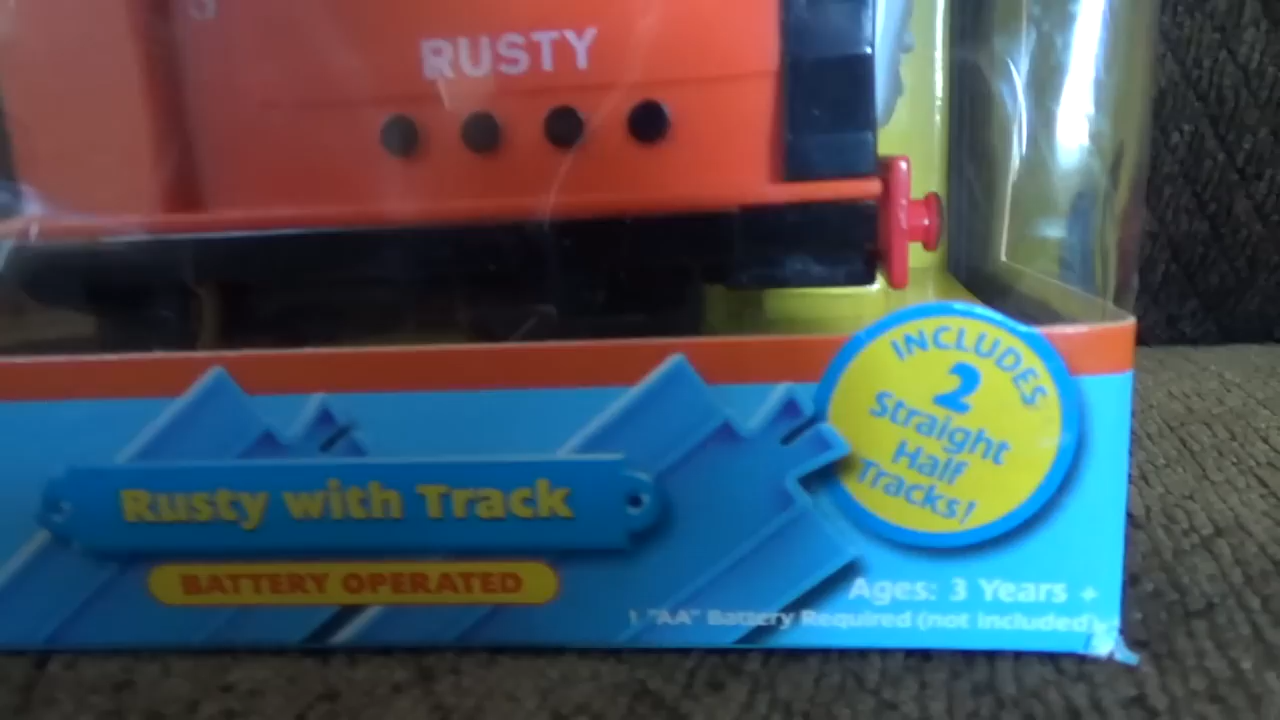 RUSTY
INCLUDES
2
Straight
Half
Tracks!
Rusty with Track
BATTERY OPERATED
Ages: 3 Years +
1 "AA" Battery Required (not included)